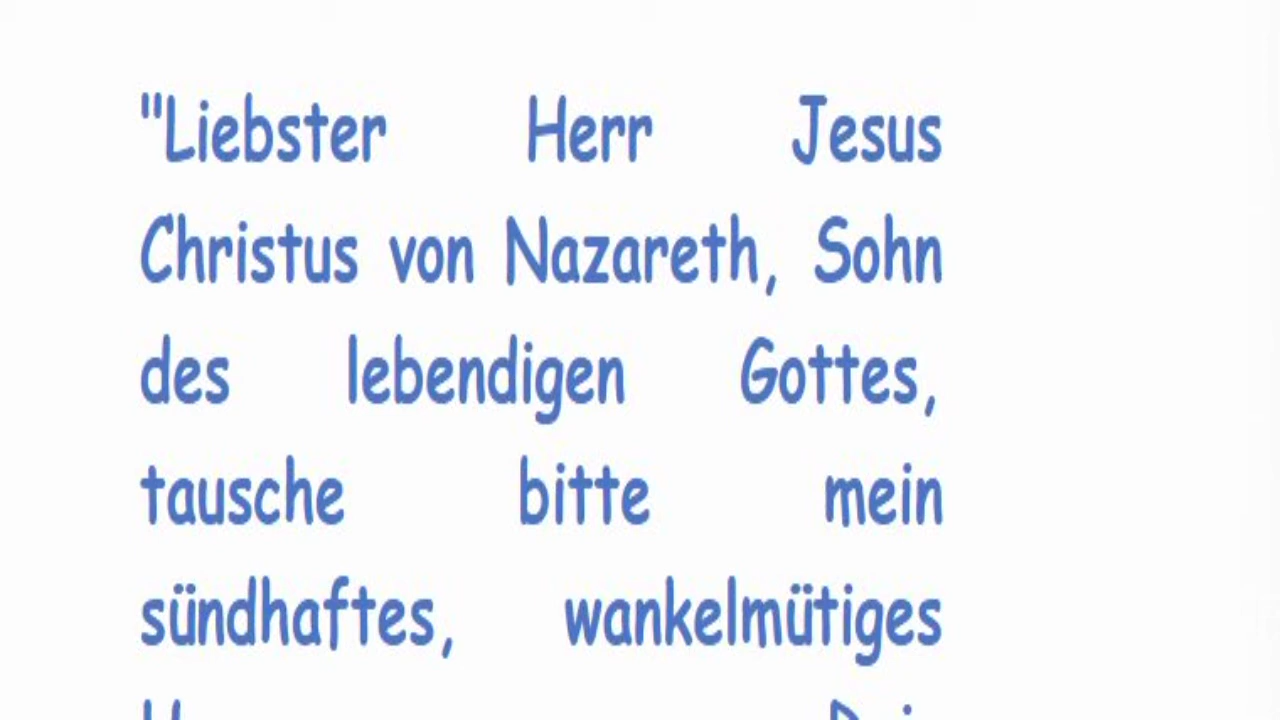 "Liebster Herr Jesus
Christus von Nazareth, Sohn
des lebendigen Gottes,
tausche bitte mein
sündhaftes, wankelmütiges